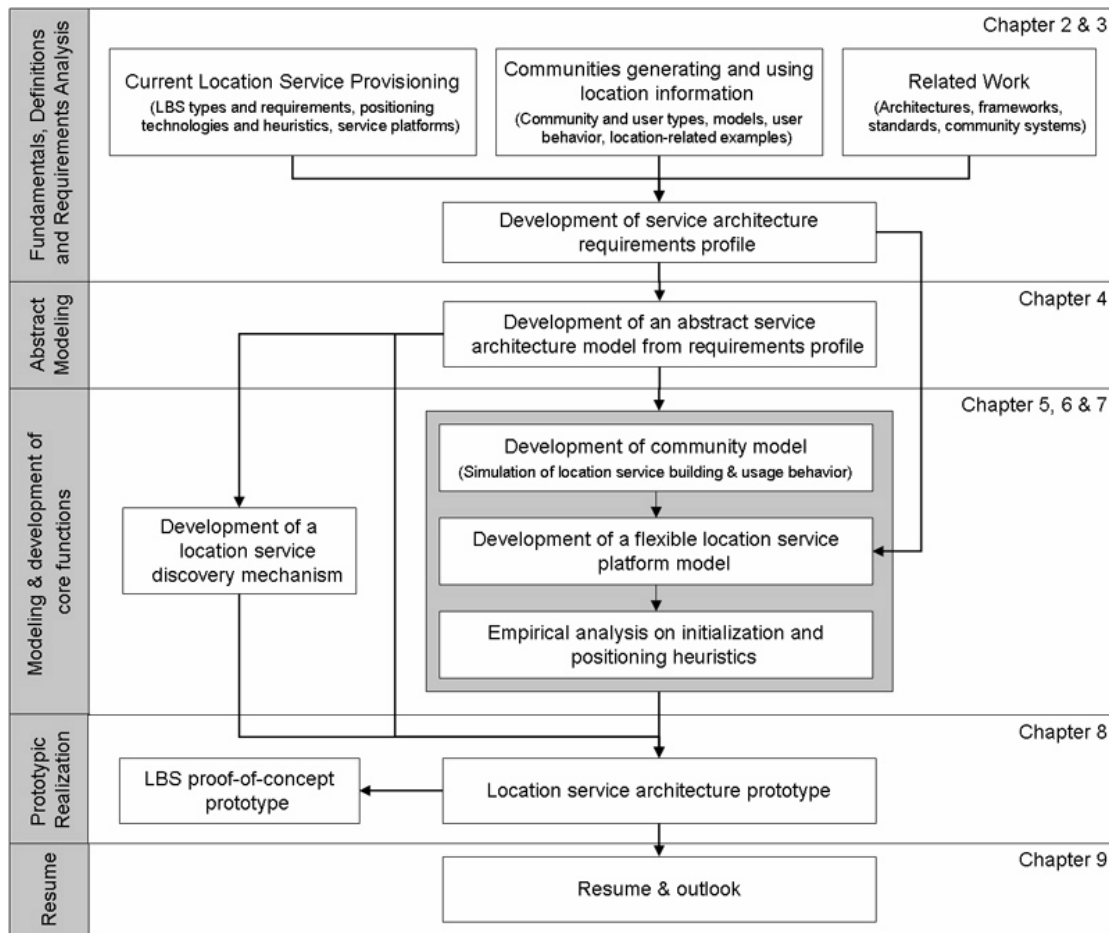 Fundamentals, Definitions
and Requirements Analysis
Chapter 2 & 3
Current Location Service Provisioning
(LBS types and requirements, positioning
technologies and heuristics, service platforms)
Communities generating and using
location information
(Community and user types, models, user
behavior, location-related examples)
Related Work
(Architectures, frameworks,
standards, community systems)
Development of service architecture
requirements profile
Abstract
Modeling
Chapter 4
Development of an abstract service
architecture model from requirements profile
Modeling & development of
core functions
Chapter 5, 6 & 7
Development of community model
(Simulation of location service building & usage behavior)
Development of a
location service
discovery mechanism
Development of a flexible location service
platform model
Empirical analysis on initialization and
positioning heuristics
Prototypic
Realization
Chapter 8
LBS proof-of-concept
prototype
Location service architecture prototype
Resume
Chapter 9
Resume & outlook